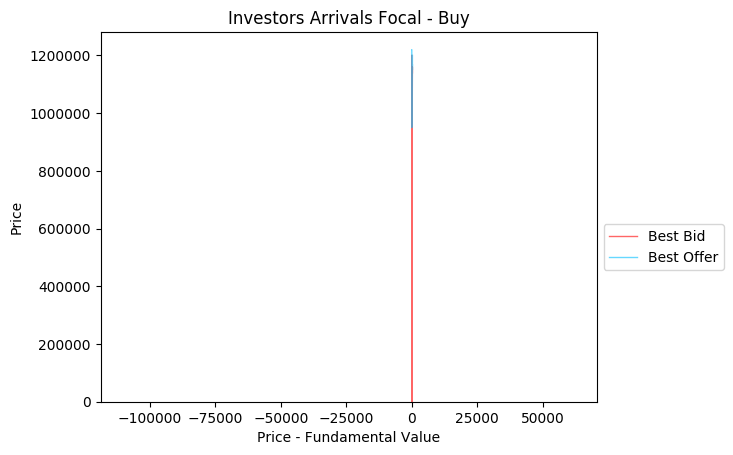 Investors Arrivals Focal - Buy
1200000
1000000
800000
600000
400000
200000
0
Price
−100000 −75000 −50000 −25000 0 25000 50000
Price - Fundamental Value
Best Bid
Best Offer